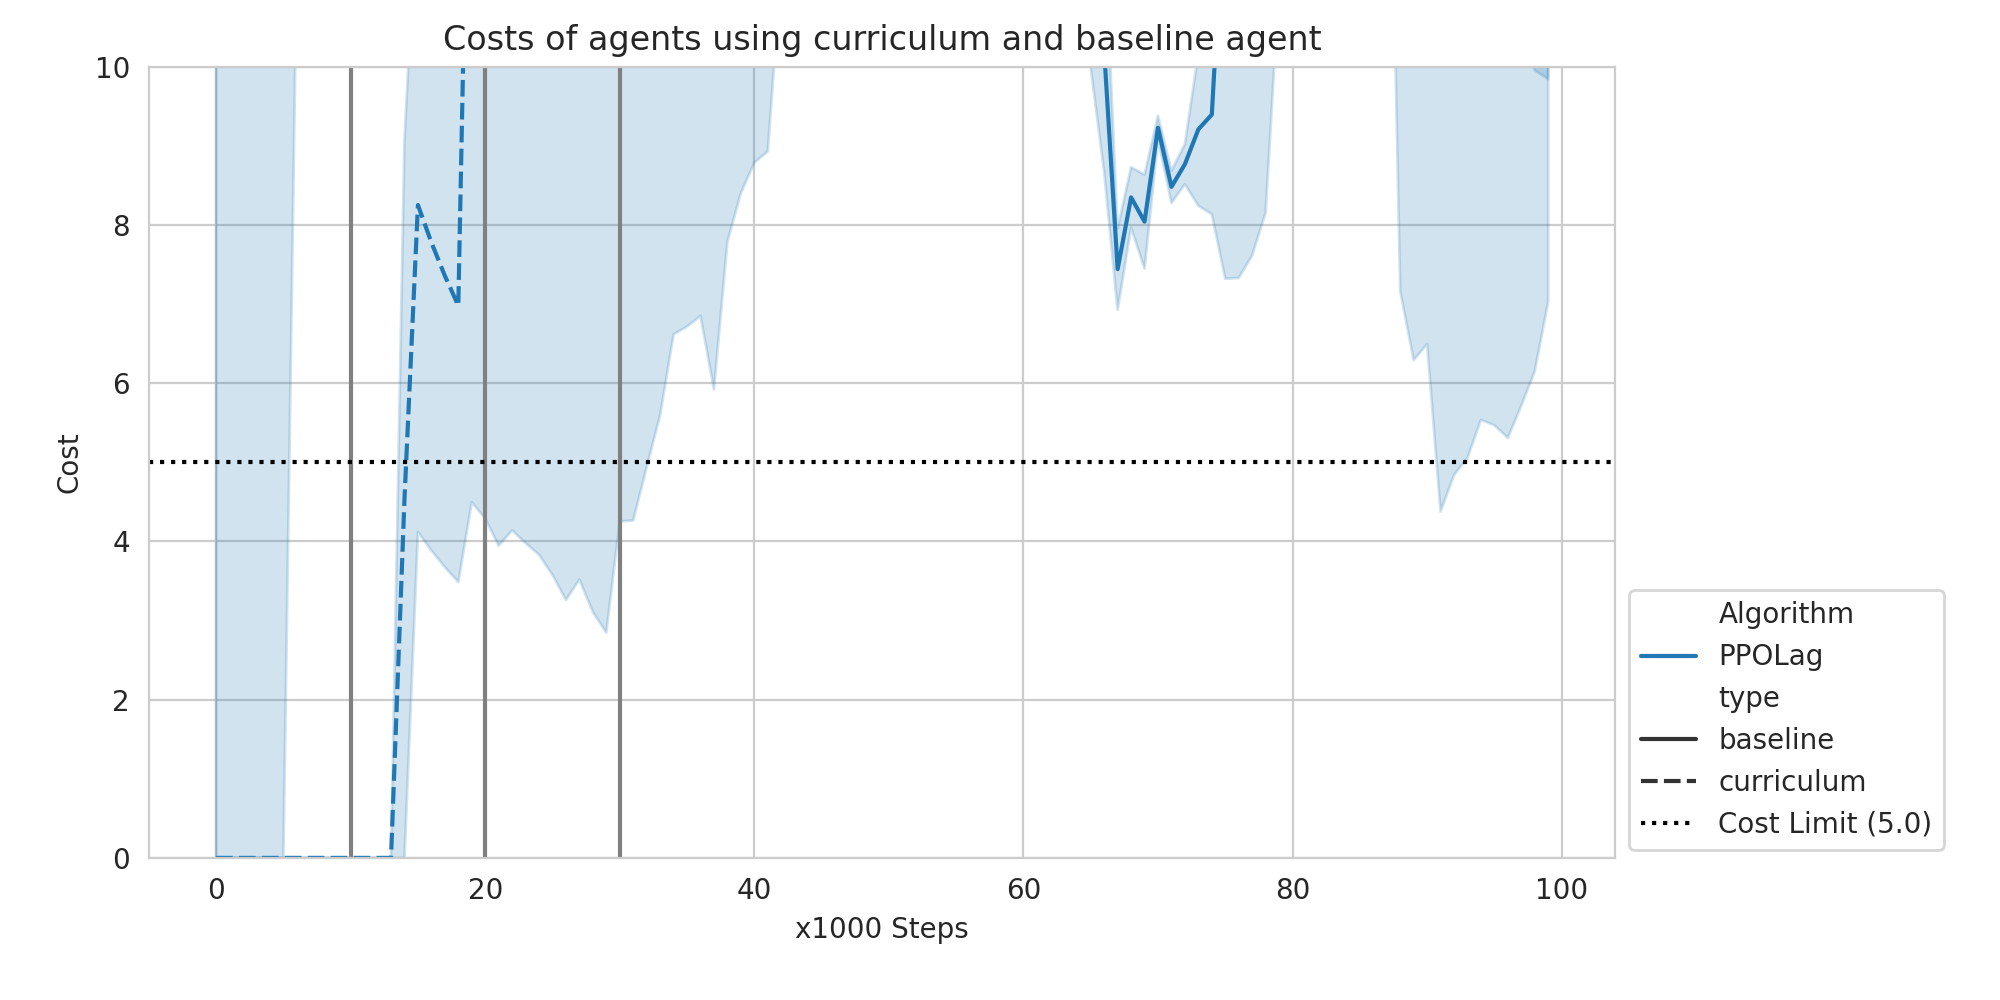 Costs of agents using curriculum and baseline agent
10
8
6
4
2
0
Cost
0 20 40 60 80 100
x1000 Steps
Algorithm
PPOLag
type
baseline
curriculum
Cost Limit (5.0)